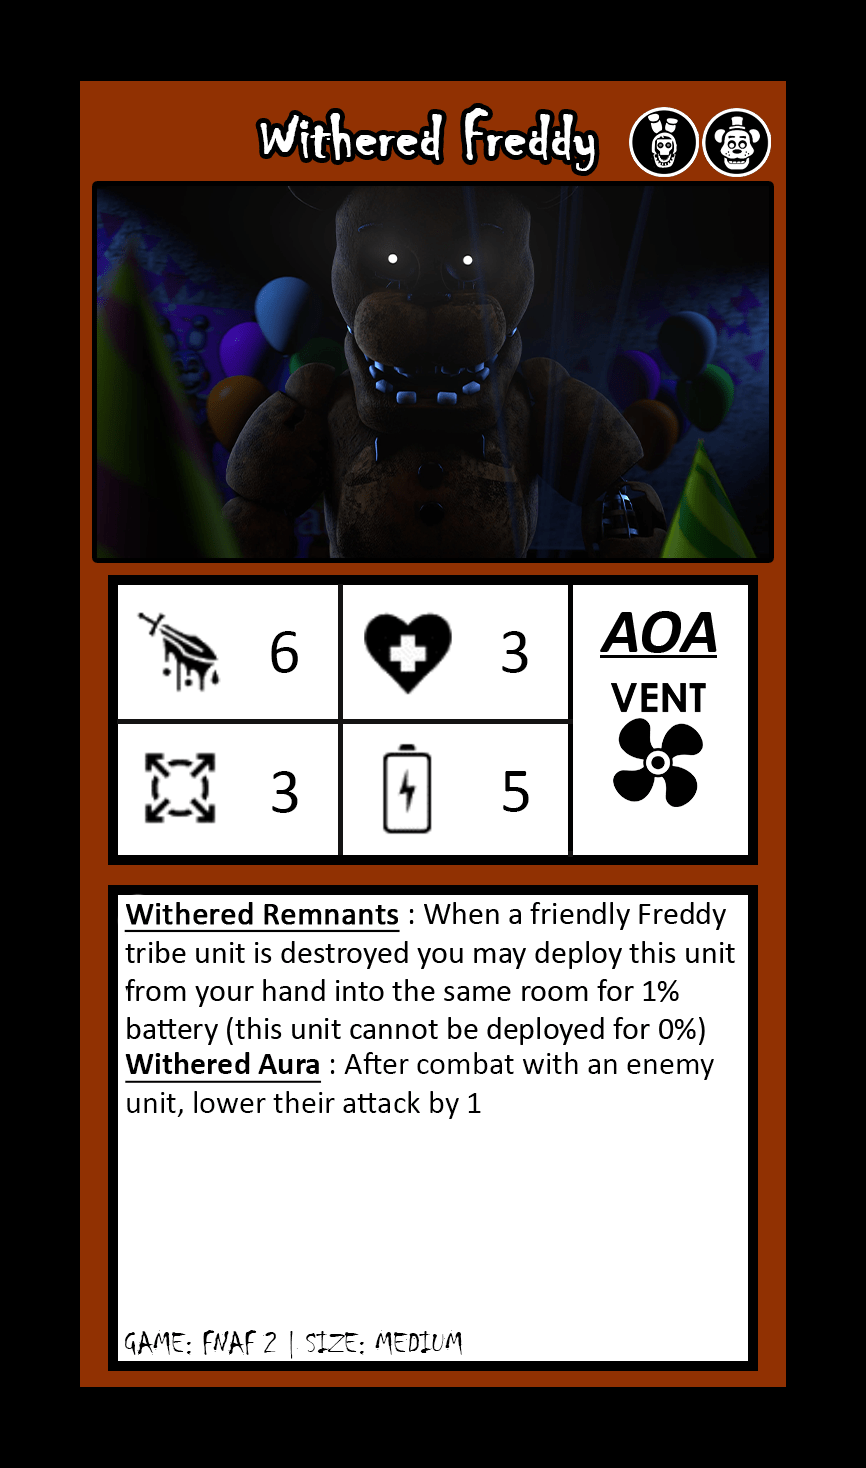 Withered Freddy
6
3
AOA
VENT
3
5
Withered Remnants : When a friendly Freddy
tribe unit is destroyed you may deploy this unit
from your hand into the same room for 1%
battery (this unit cannot be deployed for 0%)
Withered Aura : After combat with an enemy
unit, lower their attack by 1
GAME: FNAF 2 | SIZE: MEDIUM